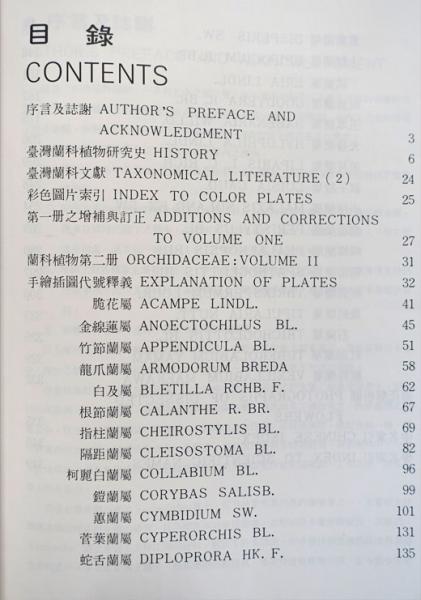 目 錄
CONTENTS
序言及誌謝 AUTHOR'S PREFACE AND
ACKNOWLEDGMENT 3
臺灣蘭科植物研究史 HISTORY 6
臺灣蘭科文獻 TAXONOMICAL LITERATURE (2) 24
彩色圖片索引 INDEX TO COLOR PLATES 25
第一册之增補與訂正 ADDITIONS AND CORRECTIONS
TO VOLUME ONE 27
蘭科植物第二册 ORCHIDACEAE: VOLUME II 31
手繪插圖代號釋義 EXPLANATION OF PLATES 32
脆花屬 ACAMPE LINDL. 41
金線蓮屬 ANOECTOCHILUS BL. 45
竹節蘭屬 APPENDICULA BL. 51
龍爪蘭屬 ARMODORUM BREDA 58
白及屬 BLETILLA RCHB. F. 62
根節蘭屬 CALANTHE R. BR. 67
指柱蘭屬 CHEIROSTYLIS BL. 69
隔距蘭屬 CLEISOSTOMA BL. 82
柯麗白蘭屬 COLLABIUM BL. 96
鎧蘭屬 CORYBAS SALISB. 99
蕙蘭屬 CYMBIDIUM SW. 101
菅葉蘭屬 CYPERORCHIS BL. 131
蛇舌蘭屬 DIPLOPRORA HK. F. 135